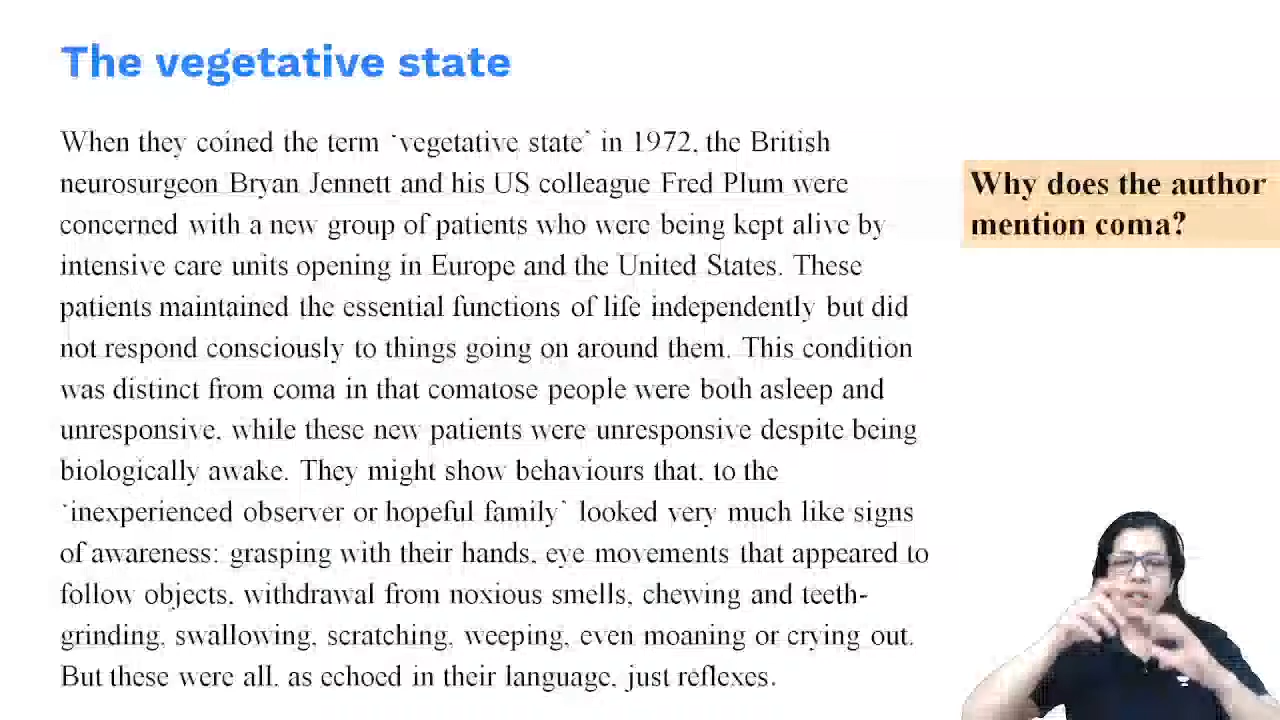 The vegetative state
When they coined the term ‘vegetative state’ in 1972, the British
neurosurgeon Bryan Jennett and his US colleague Fred Plum were
concerned with a new group of patients who were being kept alive by
intensive care units opening in Europe and the United States. These
patients maintained the essential functions of life independently but did
not respond consciously to things going on around them. This condition
was distinct from coma in that comatose people were both asleep and
unresponsive, while these new patients were unresponsive despite being
biologically awake. They might show behaviours that, to the
‘inexperienced observer or hopeful family’ looked very much like signs
of awareness: grasping with their hands, eye movements that appeared to
follow objects, withdrawal from noxious smells, chewing and teeth-
grinding, swallowing, scratching, weeping, even moaning or crying out.
But these were all, as echoed in their language, just reflexes.
Why does the author
mention coma?